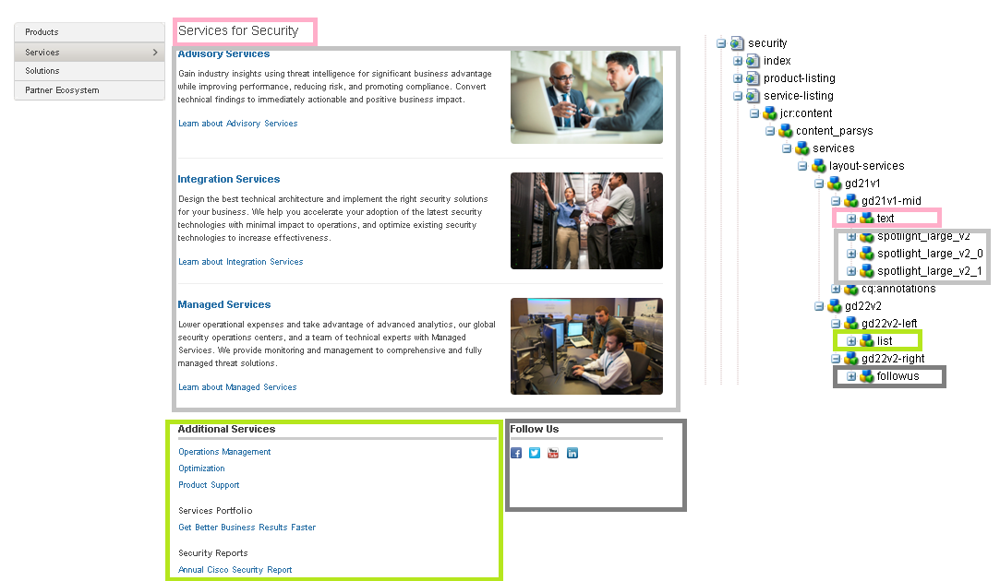 Products
Services
Solutions
Partner Ecosystem
Services for Security
Advisory Services
Gain industry insights using threat intelligence for significant business advantage
while improving performance, reducing risk, and promoting compliance. Convert
technical findings to immediately actionable and positive business impact.
Learn about Advisory Services
Integration Services
Design the best technical architecture and implement the right security solutions
for your business. We help you accelerate your adoption of the latest security
technologies with minimal impact to operations, and optimize existing security
technologies to increase effectiveness.
Learn about Integration Services
Managed Services
Lower operational expenses and take advantage of advanced analytics, our global
security operations centers, and a team of technical experts with Managed
Services. We provide monitoring and management to comprehensive and fully
managed threat solutions.
Learn about Managed Services
Additional Services
Operations Management
Optimization
Product Support
Services Portfolio
Get Better Business Results Faster
Security Reports
Annual Cisco Security Report
Follow Us
You
Tube
security
index
product-listing
service-listing
jcr:content
content_parsys
services
layout-services
gd21v1
gd21v1-mid
text
spotlight_large_v2
spotlight_large_v2_0
spotlight_large_v2_1
cq:annotations
gd22v2
gd22v2-left
list
gd22v2-right
followus